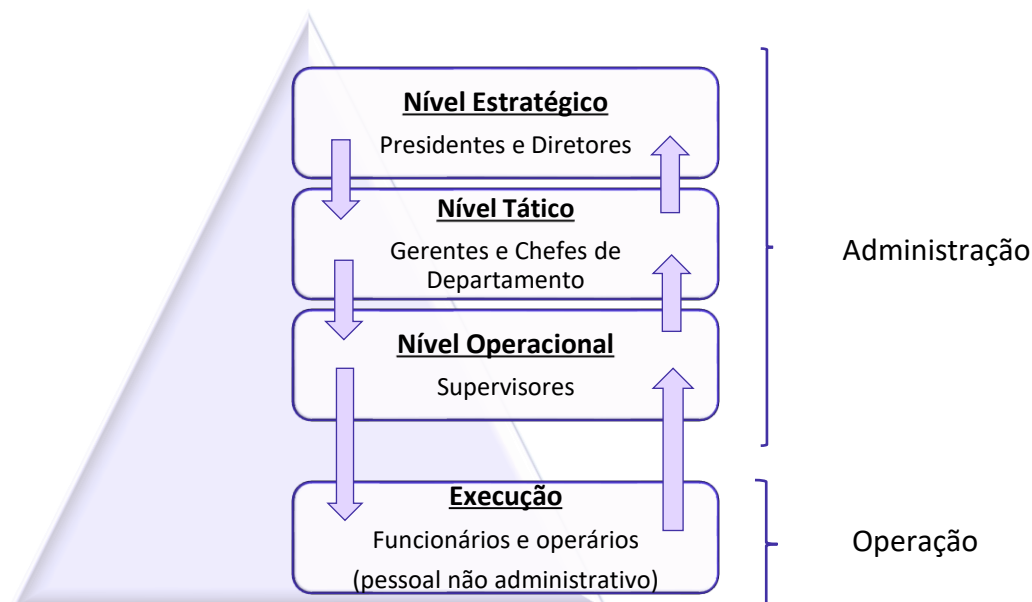 Nível Estratégico
Presidentes e Diretores
Nível Tático
Gerentes e Chefes de
Departamento
Administração
Nível Operacional
Supervisores
Execução
Funcionários e operários
(pessoal não administrativo)
Operação